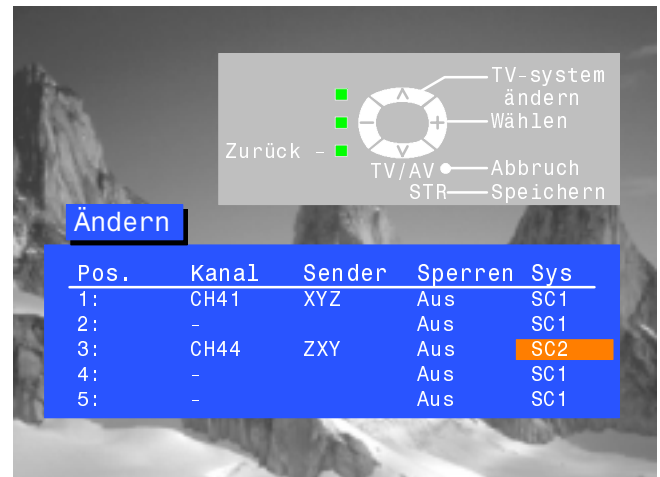 TV-system
ändern
Wählen
Zurück -
TV/AV Abbruch
STR Speichern
Ändern
Pos. Kanal Sender Sperren Sys
1: CH41 XYZ Aus SC1
2: - Aus SC1
3: CH44 ZXY Aus SC2
4: - Aus SC1
5: - Aus SC1